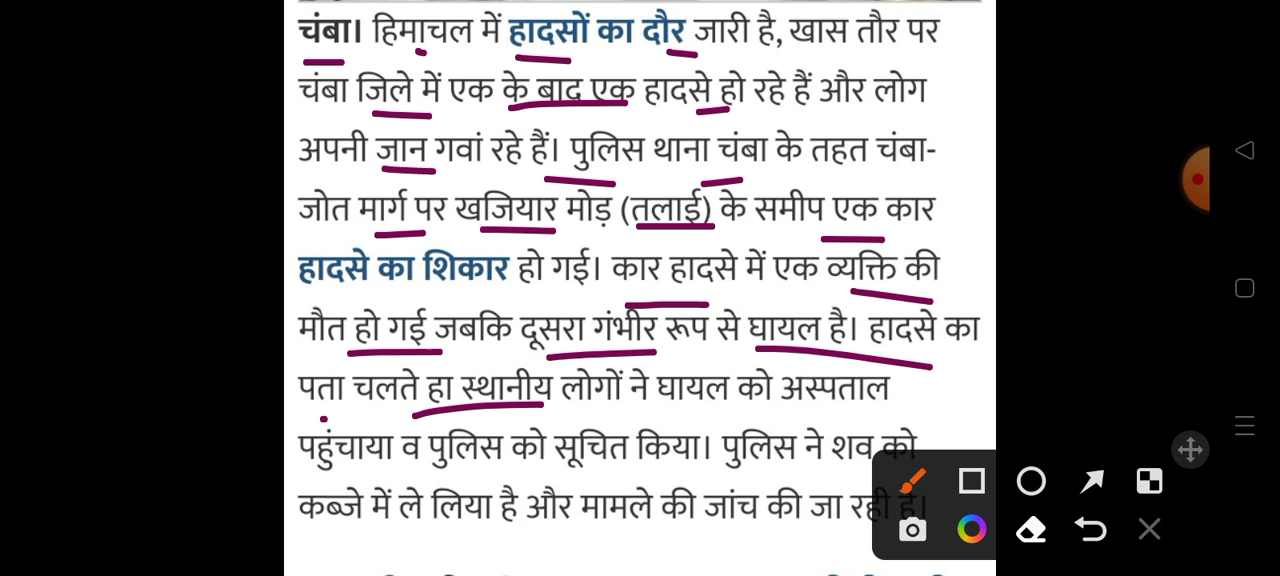 चंबा। हिमाचल में हादसों का दौर जारी है, खास तौर पर
चंबा जिले में एक के बाद एक हादसे हो रहे हैं और लोग
अपनी जान गवां रहे हैं। पुलिस थाना चंबा के तहत चंबा-
जोत मार्ग पर खजियार मोड़ (तलाई) के समीप एक कार
हादसे का शिकार हो गई। कार हादसे में एक व्यक्ति की
मौत हो गई जबकि दूसरा गंभीर रूप से घायल है। हादसे का
पता चलते हा स्थानीय लोगों ने घायल को अस्पताल
पहुंचाया व पुलिस को सूचित किया। पुलिस ने शव को
कब्जे में ले लिया है और मामले की जांच की जा रही है।